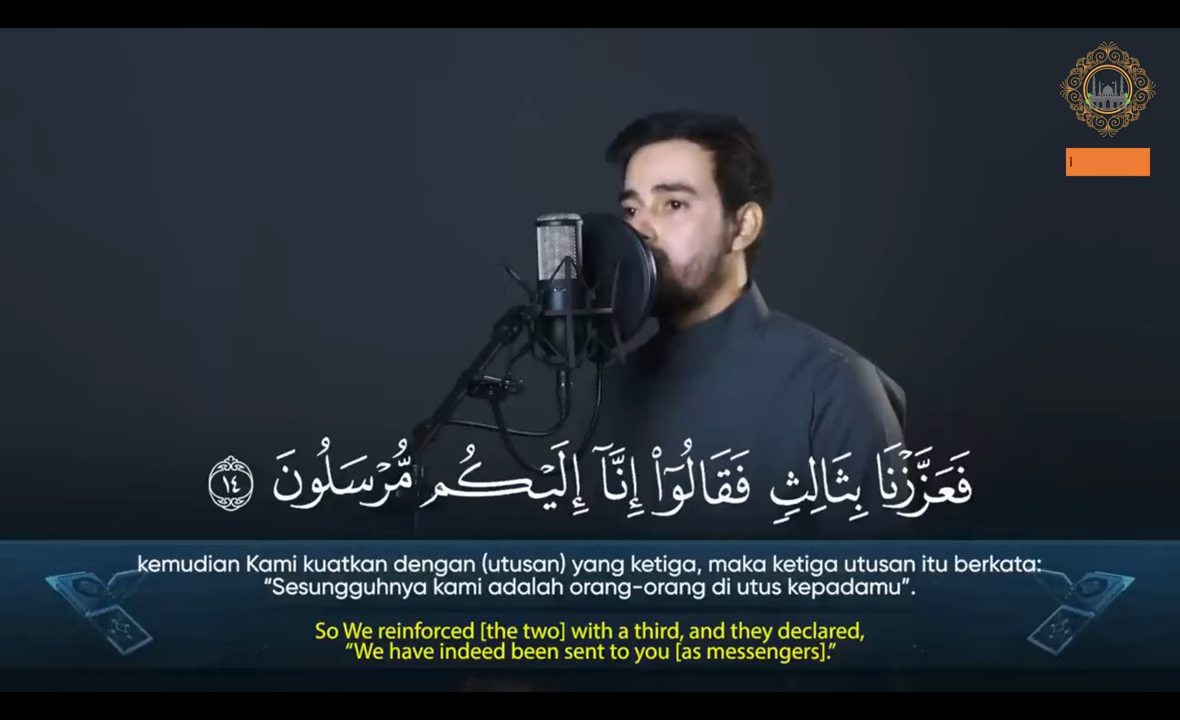 فَعَزَّزْنَا بِثَالِثٍ فَقَالُوٓا۟ إِنَّآ إِلَيْكُم مُّرْسَلُونَ ١٤
kemudian Kami kuatkan dengan (utusan) yang ketiga, maka ketiga utusan itu berkata:
“Sesungguhnya kami adalah orang-orang di utus kepadamu”.
So We reinforced [the two] with a third, and they declared,
“We have indeed been sent to you [as messengers].”